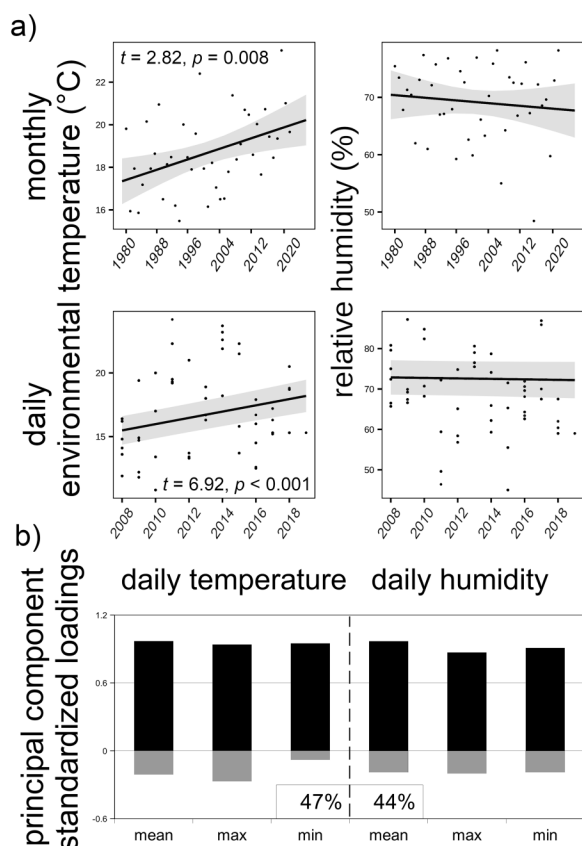 a)
monthly
daily
environmental temperature (°C)
t = 2.82, p = 0.008
22
20
18
16
1980
1988
1996
2004
2012
2020
relative humidity (%)
70
60
50
1980
1988
1996
2004
2012
2020
20
15
t = 6.92, p < 0.001
2008
2010
2012
2014
2016
2018
80
70
60
50
2008
2010
2012
2014
2016
2018
b)
principal component
standardized loadings
daily temperature
daily humidity
1.2
0.6
0
-0.6
47%
44%
mean
max
min
mean
max
min